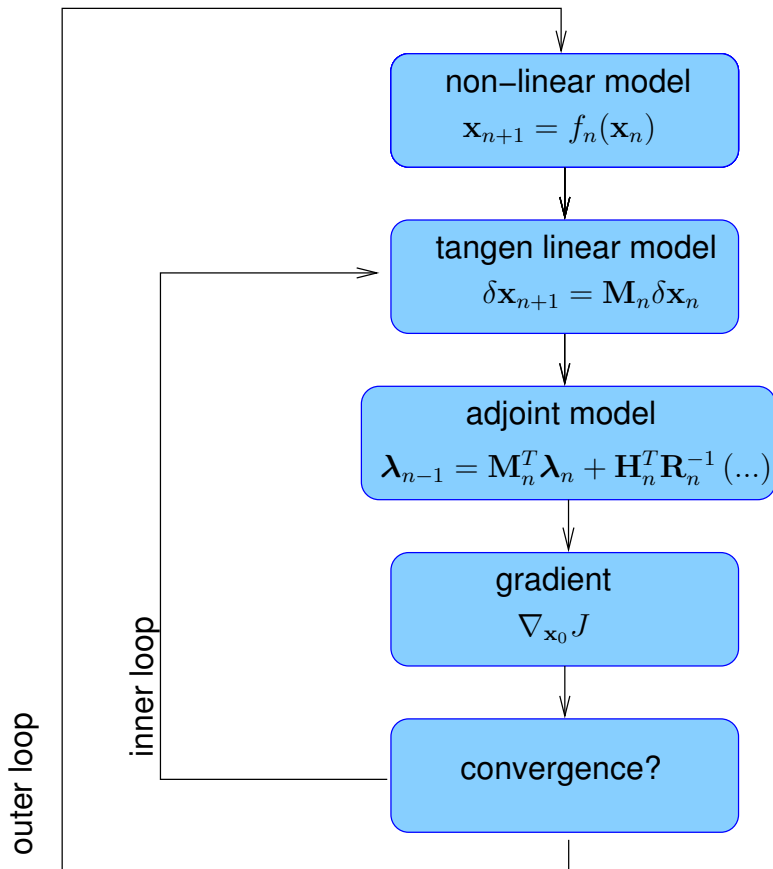 non−linear model
𝐱ₙ₊₁ = fₙ(𝐱ₙ)
tangen linear model
δ𝐱ₙ₊₁ = 𝐌ₙδ𝐱ₙ
adjoint model
𝛌ₙ₋₁ = 𝐌ₙᵀ𝛌ₙ + 𝐇ₙᵀ𝐑ₙ⁻¹ (...)
gradient
∇_{𝐱₀} J
convergence?
inner loop
outer loop